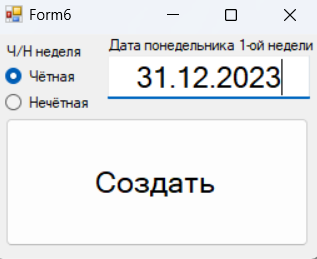 Form6
Ч/Н неделя
Чётная
Нечётная
Дата понедельника 1-ой недели
31.12.2023
Создать